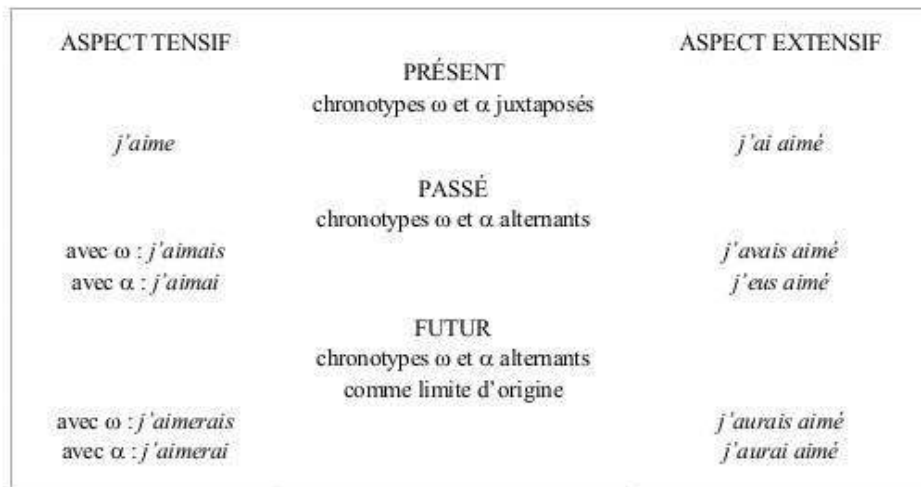 ASPECT TENSIF ASPECT EXTENSIF
PRÉSENT
chronotypes ω et α juxtaposés
j'aime j'ai aimé
PASSÉ
chronotypes ω et α alternants
avec ω : j'aimais j'avais aimé
avec α : j'aimai j'eus aimé
FUTUR
chronotypes ω et α alternants
comme limite d'origine
avec ω : j'aimerais j'aurais aimé
avec α : j'aimerai j'aurai aimé